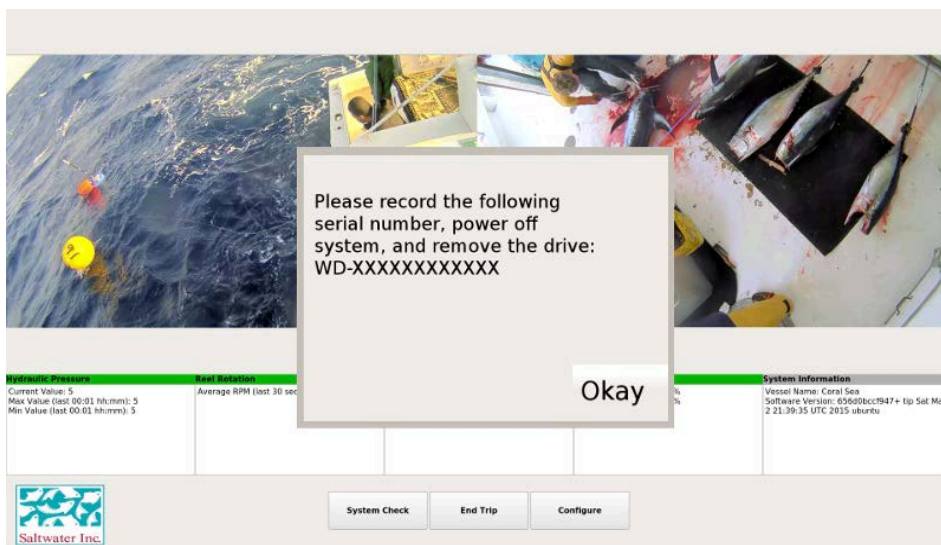 Please record the following
serial number, power off
system, and remove the drive:
WD-XXXXXXXXXXXX
Okay
Hydraulic Pressure
Current Value: 5
Max Value (last 00:01 hh:mm): 5
Min Value (last 00:01 hh:mm): 5
Reel Rotation
Average RPM (last 30 sec
%
%
System Information
Vessel Name: Coral Sea
Software Version: 656d0bccf947+ tip Sat Ma
2 21:39:35 UTC 2015 ubuntu
Saltwater Inc.
System Check
End Trip
Configure